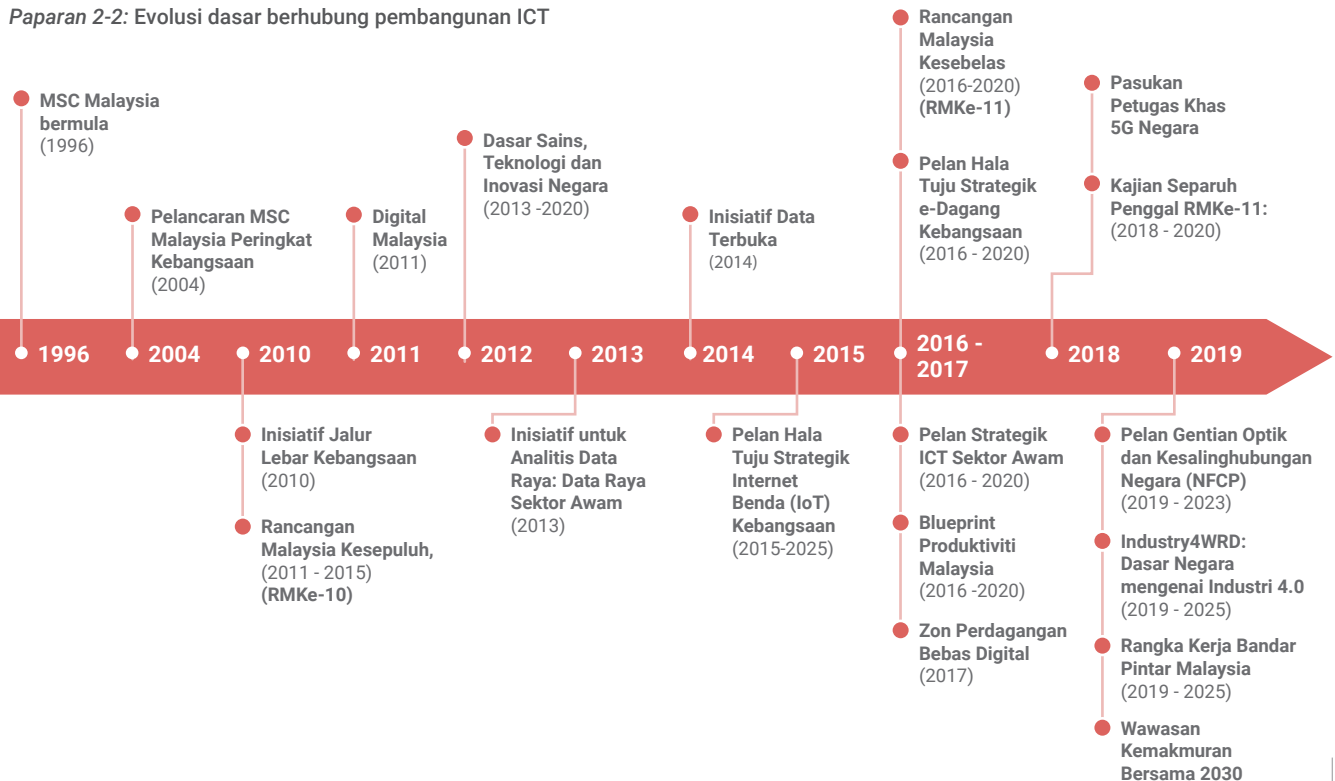 Paparan 2-2: Evolusi dasar berhubung pembangunan ICT
MSC Malaysia
bermula
(1996)
Pelancaran MSC
Malaysia Peringkat
Kebangsaan
(2004)
Digital
Malaysia
(2011)
Dasar Sains,
Teknologi dan
Inovasi Negara
(2013 -2020)
Inisiatif Data
Terbuka
(2014)
Rancangan
Malaysia
Kesebelas
(2016-2020)
(RMKe-11)
Pelan Hala
Tuju Strategik
e-Dagang
Kebangsaan
(2016 - 2020)
Pasukan
Petugas Khas
5G Negara
Kajian Separuh
Penggal RMKe-11:
(2018 - 2020)
1996
2004
2010
2011
2012
2013
2014
2015
2016 -
2017
2018
2019
Inisiatif Jalur
Lebar Kebangsaan
(2010)
Rancangan
Malaysia Kesepuluh,
(2011 - 2015)
(RMKe-10)
Inisiatif untuk
Analitis Data
Raya: Data Raya
Sektor Awam
(2013)
Pelan Hala
Tuju Strategik
Internet
Benda (IoT)
Kebangsaan
(2015-2025)
Pelan Strategik
ICT Sektor Awam
(2016 - 2020)
Blueprint
Produktiviti
Malaysia
(2016 -2020)
Zon Perdagangan
Bebas Digital
(2017)
Pelan Gentian Optik
dan Kesalinghubungan
Negara (NFCP)
(2019 - 2023)
Industry4WRD:
Dasar Negara
mengenai Industri 4.0
(2019 - 2025)
Rangka Kerja Bandar
Pintar Malaysia
(2019 - 2025)
Wawasan
Kemakmuran
Bersama 2030